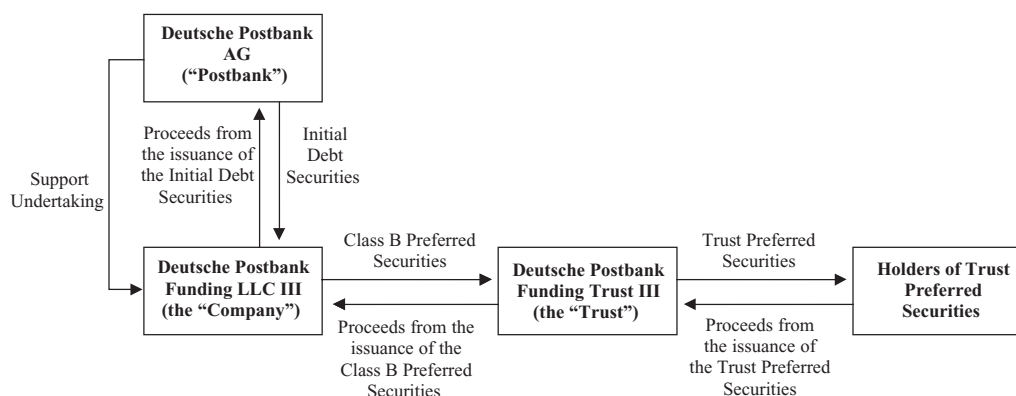 Deutsche Postbank
AG
(“Postbank”)
Proceeds from
the issuance of
the Initial Debt
Securities
Initial
Debt
Securities
Support
Undertaking
Deutsche Postbank
Funding LLC III
(the “Company”)
Class B Preferred
Securities
Proceeds from the
issuance of the
Class B Preferred
Securities
Deutsche Postbank
Funding Trust III
(the “Trust”)
Trust Preferred
Securities
Proceeds from
the issuance of
the Trust Preferred
Securities
Holders of Trust
Preferred
Securities